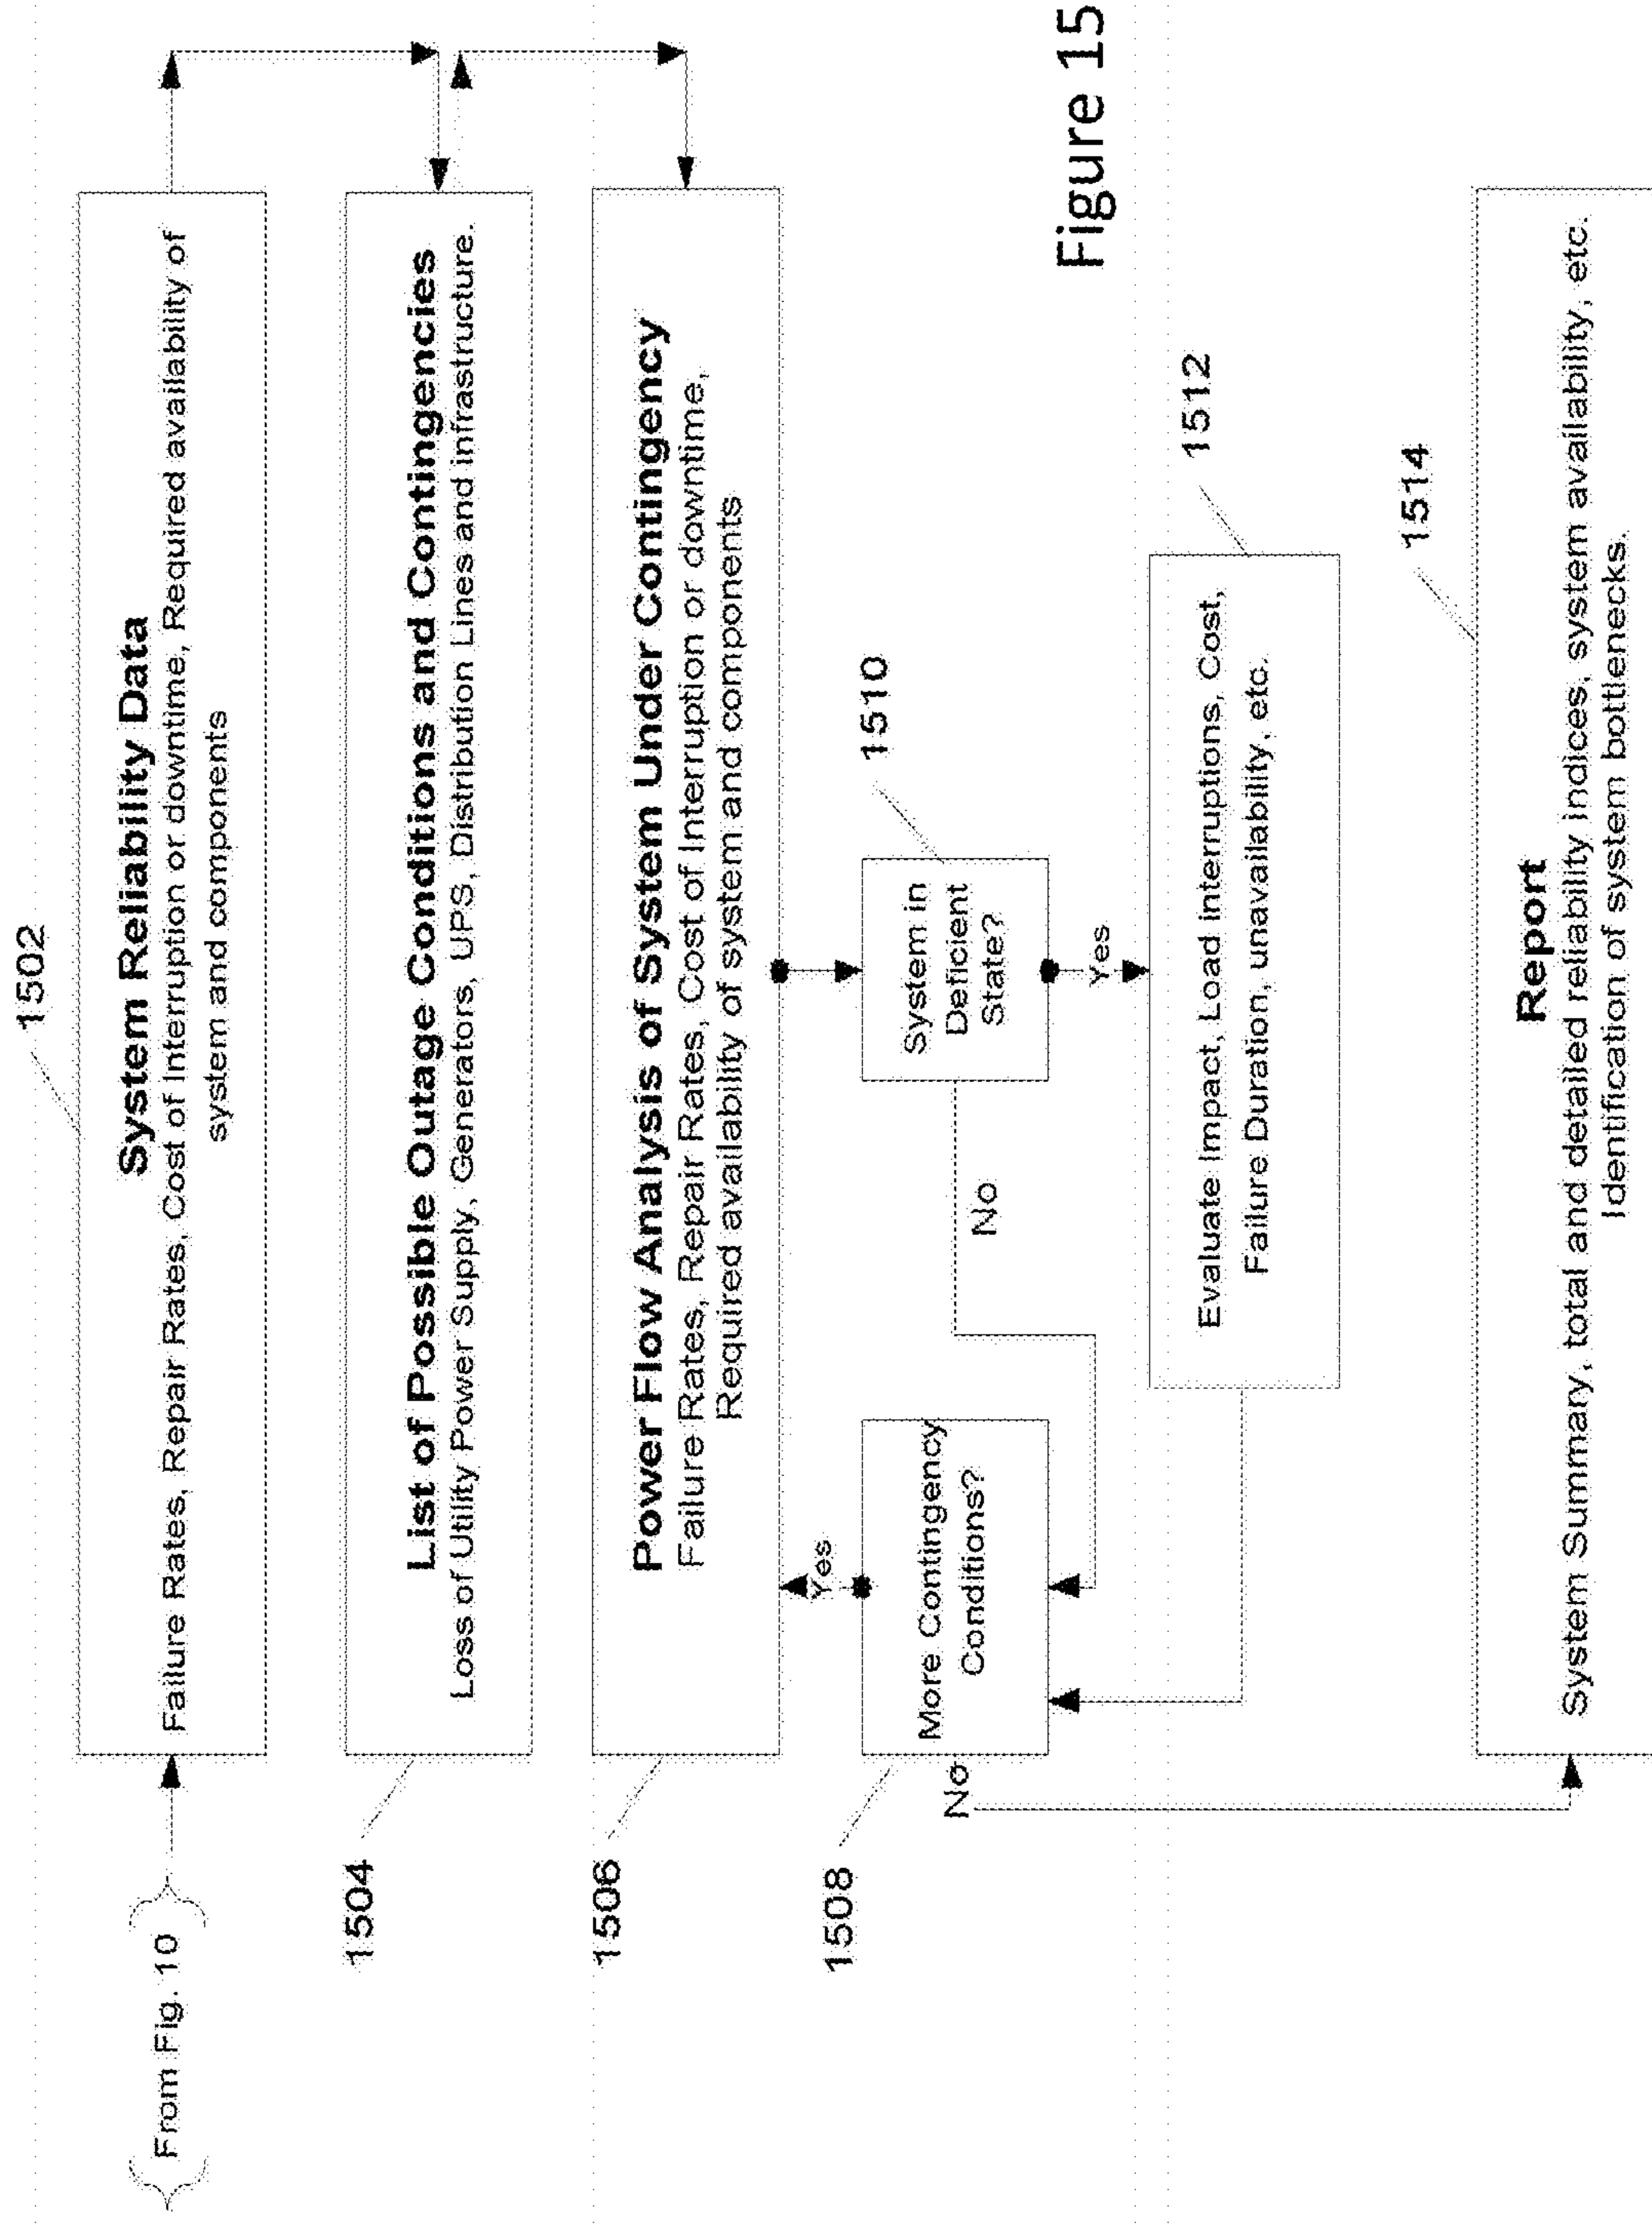 1502
From Fig. 10
System Reliability Data
Failure Rates, Repair Rates, Cost of Interruption or downtime, Required availability of
system and components
1504
List of Possible Outage Conditions and Contingencies
Loss of Utility Power Supply, Generators, UPS, Distribution Lines and infrastructure.
1506
Power Flow Analysis of System Under Contingency
Failure Rates, Repair Rates, Cost of Interruption or downtime,
Required availability of system and components
Yes
1508
More Contingency
Conditions?
No
No
1510
System in
Deficient
State?
Yes
1512
Evaluate Impact, Load Interruptions, Cost,
Failure Duration, unavailability, etc.
1514
Report
System Summary, total and detailed reliability indices, system availability, etc.
Identification of system bottlenecks.
Figure 15